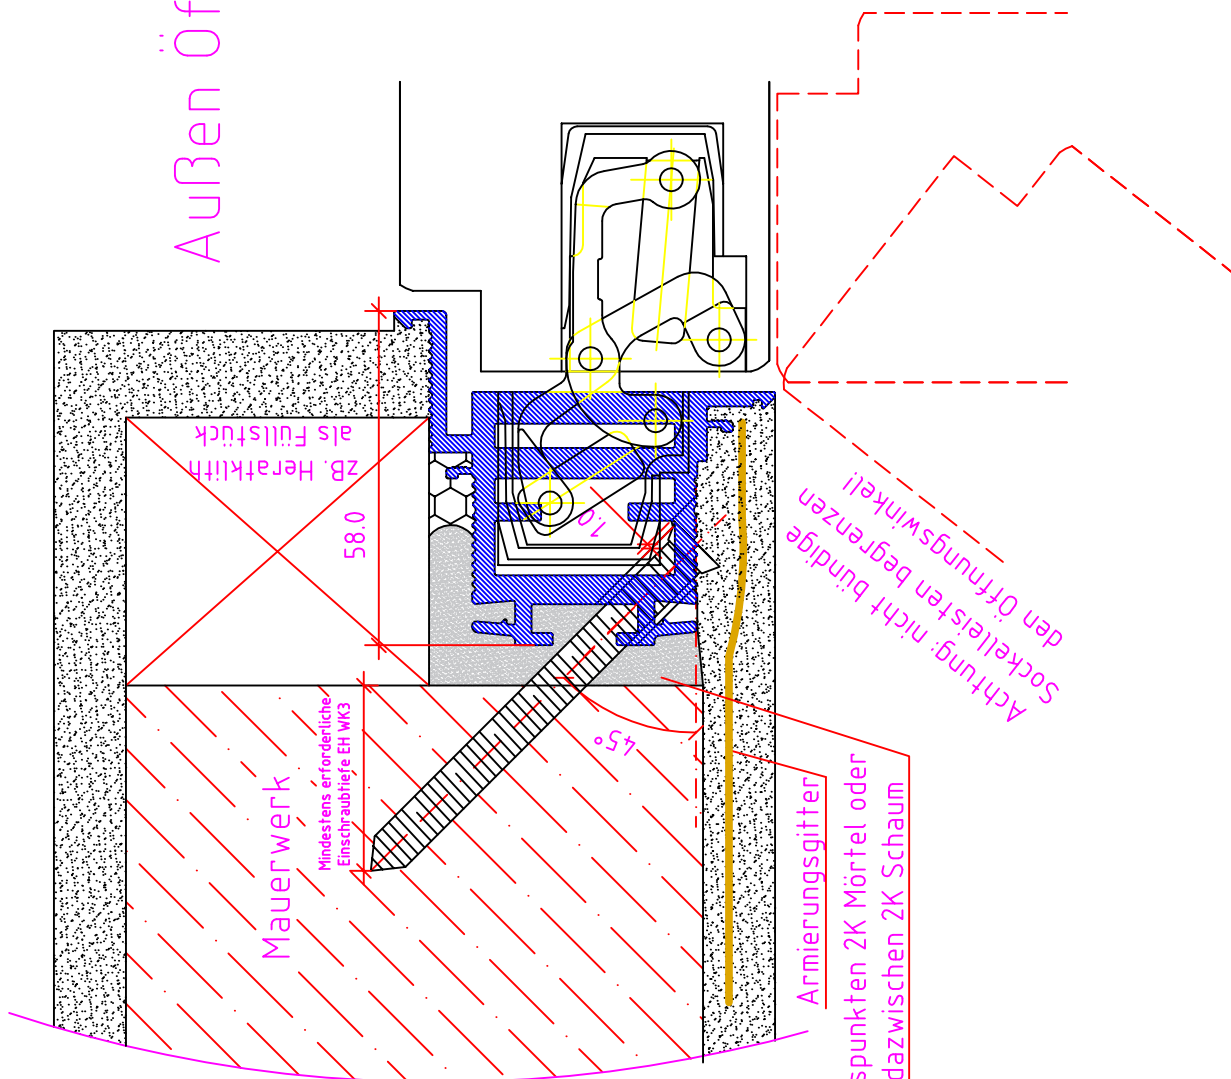 Außen Öf
zB. Heraklith
als Füllstück
58.0
1.0
45°
Mauerwerk
Mindestens erforderliche
Einschraubtiefe EH WK3
Achtung: nicht bündige
Sockelleisten begrenzen
den Öffnungswinkel!
Armierungsgitter
spunkten 2K Mörtel oder
dazwischen 2K Schaum